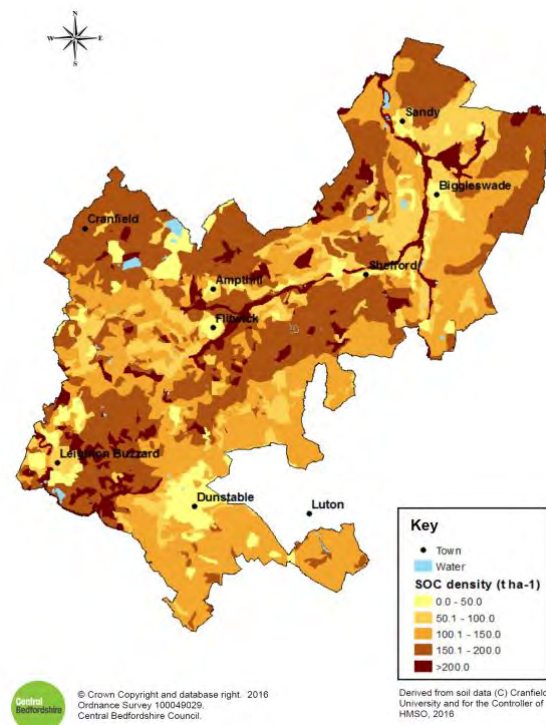 N
W E
S
Sandy
Biggleswade
Cranfield
Ampthill
Shefford
Flitwick
Leighton Buzzard
Dunstable
Luton
Key
Town
Water
SOC density (t ha-1)
0.0 - 50.0
50.1 - 100.0
100.1 - 150.0
150.1 - 200.0
>200.0
Central
Bedfordshire
© Crown Copyright and database right. 2016
Ordnance Survey 100049029.
Central Bedfordshire Council.
Derived from soil data (C) Cranfield
University and for the Controller of
HMSO, 2016